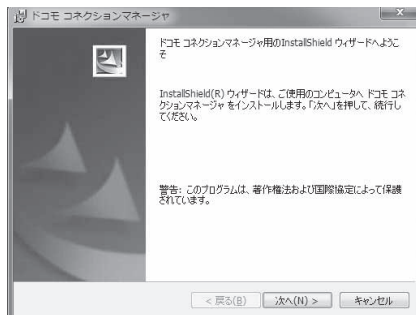 ドコモ コネクションマネージャ
ドコモ コネクションマネージャ用のInstallShield ウィザードへようこ
そ
InstallShield(R) ウィザードは、ご使用のコンピュータへ ドコモ コネ
クションマネージャ をインストールします。「次へ」を押して、続行し
てください。
警告: このプログラムは、著作権法および国際協定によって保護
されています。
< 戻る(B)
次へ(N) >
キャンセル